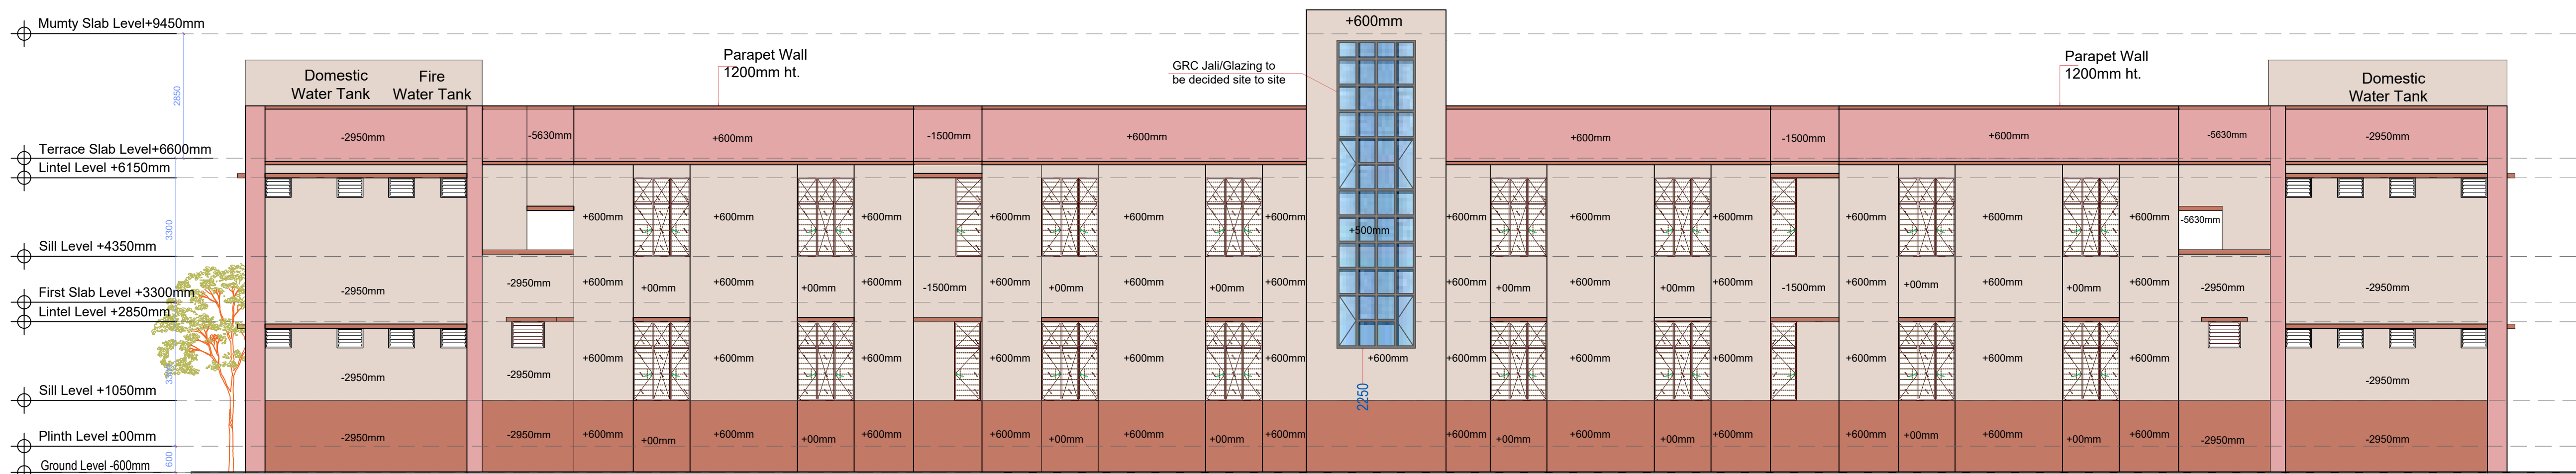 Mumty Slab Level+9450mm
+600mm
Parapet Wall
1200mm ht.
GRC Jali/Glazing to
be decided site to site
Parapet Wall
1200mm ht.
Domestic
Water Tank
Fire
Water Tank
Domestic
Water Tank
2850
-2950mm
-5630mm
+600mm
-1500mm
+600mm
+600mm
-1500mm
+600mm
-5630mm
-2950mm
Terrace Slab Level+6600mm
Lintel Level +6150mm
3300
+600mm
+600mm
+600mm
+600mm
+600mm
+600mm
+500mm
+600mm
+600mm
+600mm
+600mm
+600mm
+600mm
-5630mm
Sill Level +4350mm
-2950mm
-2950mm
+600mm
+00mm
+600mm
+00mm
+600mm
-1500mm
+600mm
+00mm
+600mm
+00mm
+600mm
+600mm
+00mm
+600mm
+00mm
+600mm
-1500mm
+600mm
+00mm
+600mm
+00mm
+600mm
-2950mm
-2950mm
First Slab Level +3300mm
Lintel Level +2850mm
-2950mm
-2950mm
+600mm
+600mm
+600mm
+600mm
+600mm
+600mm
+600mm
+600mm
+600mm
+600mm
+600mm
+600mm
+600mm
-2950mm
Sill Level +1050mm
2250
-2950mm
-2950mm
+600mm
+00mm
+600mm
+00mm
+600mm
+600mm
+00mm
+600mm
+00mm
+600mm
+600mm
+00mm
+600mm
+00mm
+600mm
+600mm
+00mm
+600mm
+00mm
+600mm
-2950mm
-2950mm
Plinth Level ±00mm
600
Ground Level -600mm